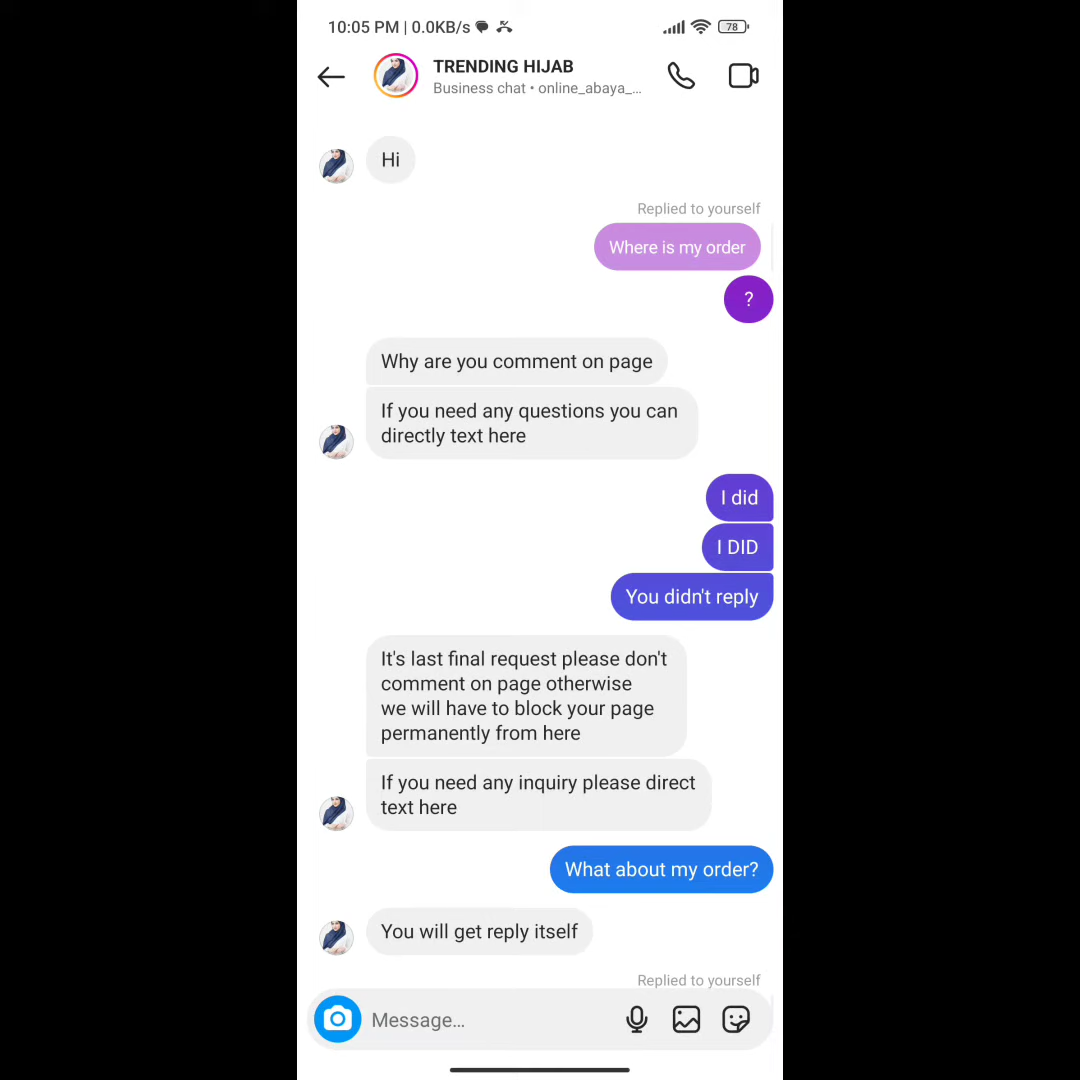 10:05 PM | 0.0KB/s
78
TRENDING HIJAB
Business chat • online_abaya_...
Hi
Replied to yourself
Where is my order
?
Why are you comment on page
If you need any questions you can
directly text here
I did
I DID
You didn't reply
It's last final request please don't
comment on page otherwise
we will have to block your page
permanently from here
If you need any inquiry please direct
text here
What about my order?
You will get reply itself
Replied to yourself
Message...